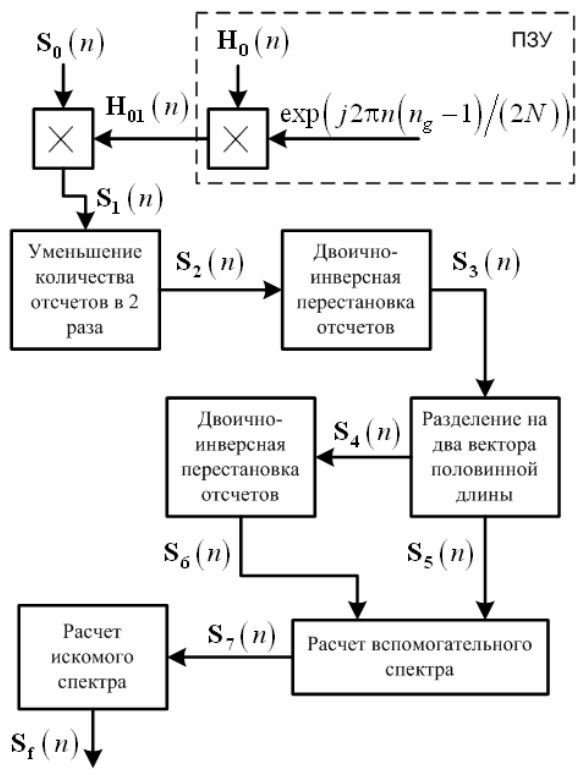 ПЗУ
S₀(n)
H₀(n)
H₀₁(n)
exp(j2πn(n_g −1)/(2N))
S₁(n)
Уменьшение
количества
отсчетов в 2
раза
S₂(n)
Двоично-
инверсная
перестановка
отсчетов
S₃(n)
Двоично-
инверсная
перестановка
отсчетов
S₄(n)
Разделение на
два вектора
половинной
длины
S₆(n)
S₅(n)
Расчет
искомого
спектра
S₇(n)
Расчет вспомогательного
спектра
S_f(n)